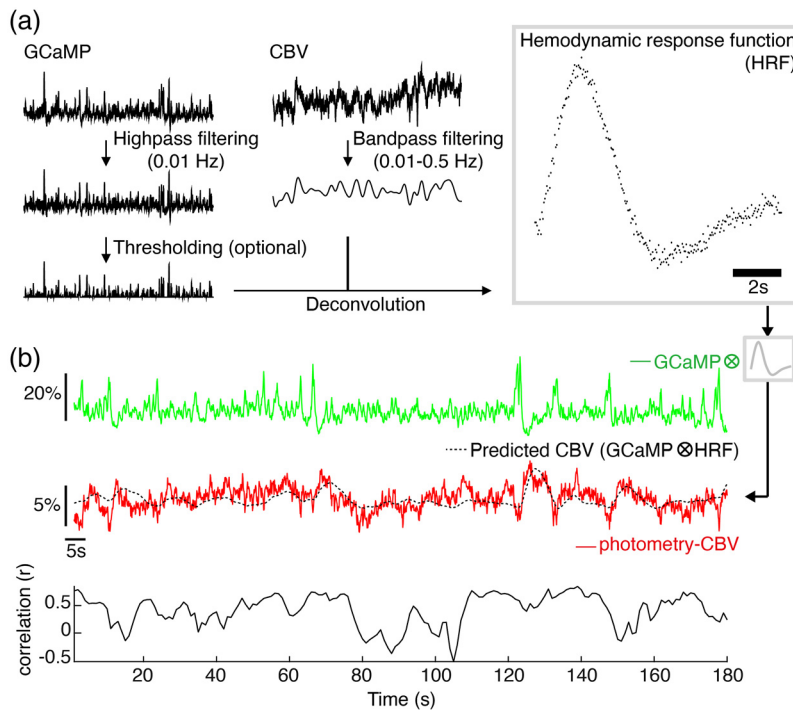 (a)
GCaMP
CBV
Hemodynamic response function
(HRF)
Highpass filtering
(0.01 Hz)
Bandpass filtering
(0.01-0.5 Hz)
Thresholding (optional)
Deconvolution
2s
(b)
GCaMP ⊗
20%
Predicted CBV (GCaMP ⊗HRF)
5%
5s
photometry-CBV
correlation (r)
0.5
0
-0.5
20 40 60 80 100 120 140 160 180
Time (s)